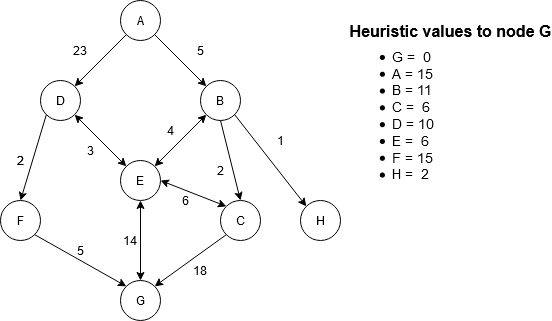 A
Heuristic values to node G
23
5
G = 0
A = 15
B = 11
C = 6
D = 10
E = 6
F = 15
H = 2
D
B
4
3
1
2
2
E
6
F
C
H
14
5
18
G